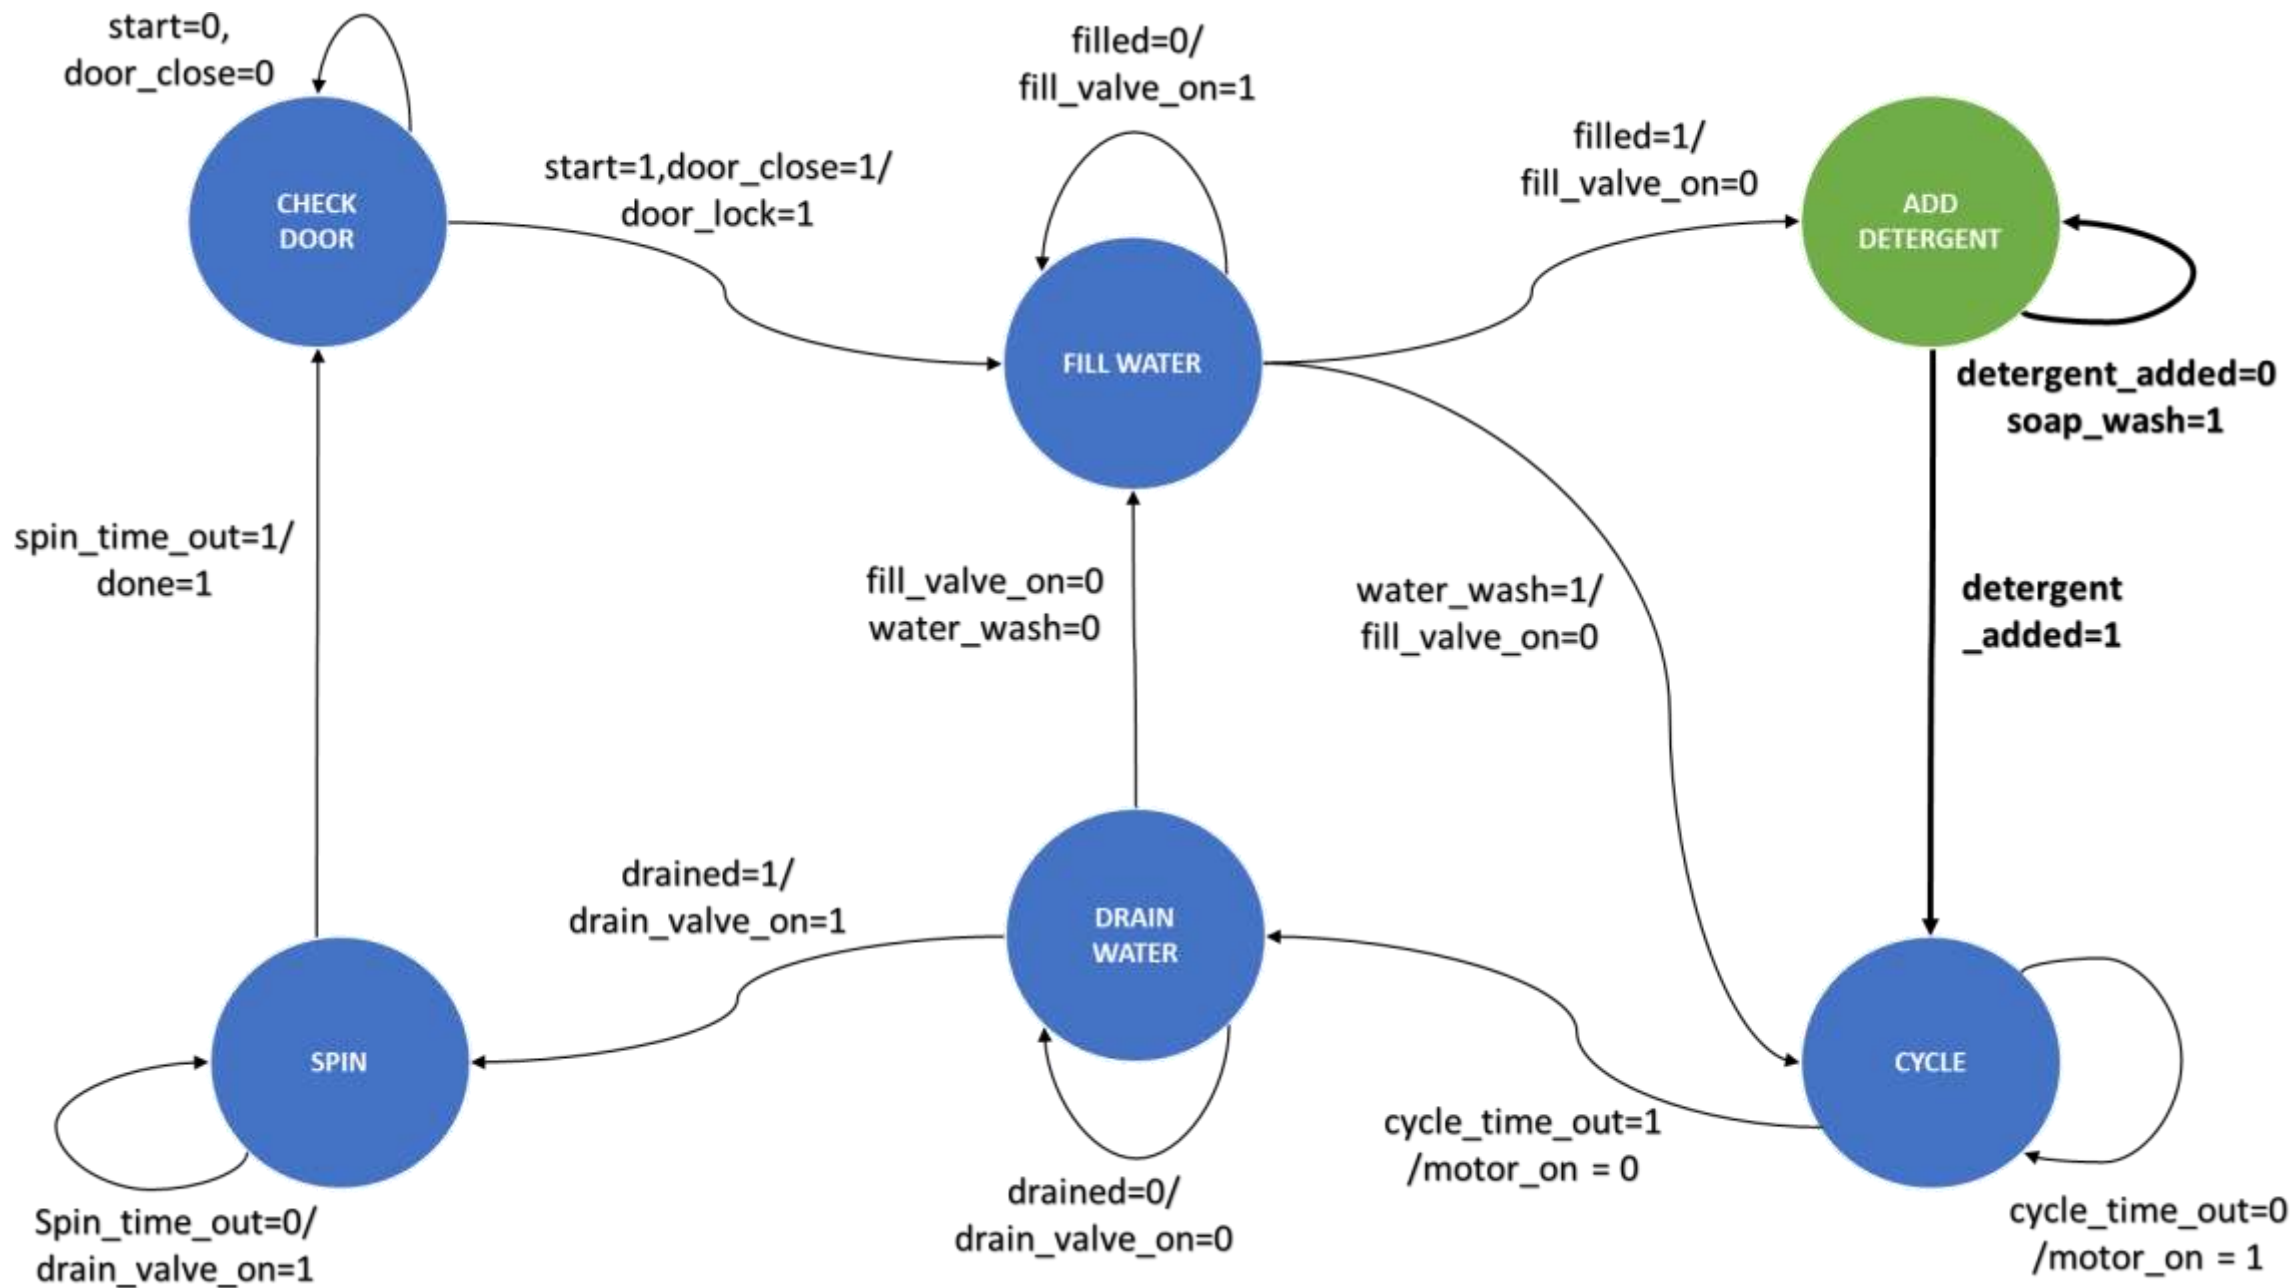 start=0,
door_close=0
filled=0/
fill_valve_on=1
filled=1/
fill_valve_on=0
start=1,door_close=1/
door_lock=1
CHECK
DOOR
ADD
DETERGENT
FILL WATER
detergent_added=0
soap_wash=1
spin_time_out=1/
done=1
fill_valve_on=0
water_wash=0
water_wash=1/
fill_valve_on=0
detergent
_added=1
drained=1/
drain_valve_on=1
DRAIN
WATER
SPIN
CYCLE
cycle_time_out=1
/motor_on = 0
drained=0/
drain_valve_on=0
Spin_time_out=0/
drain_valve_on=1
cycle_time_out=0
/motor_on = 1